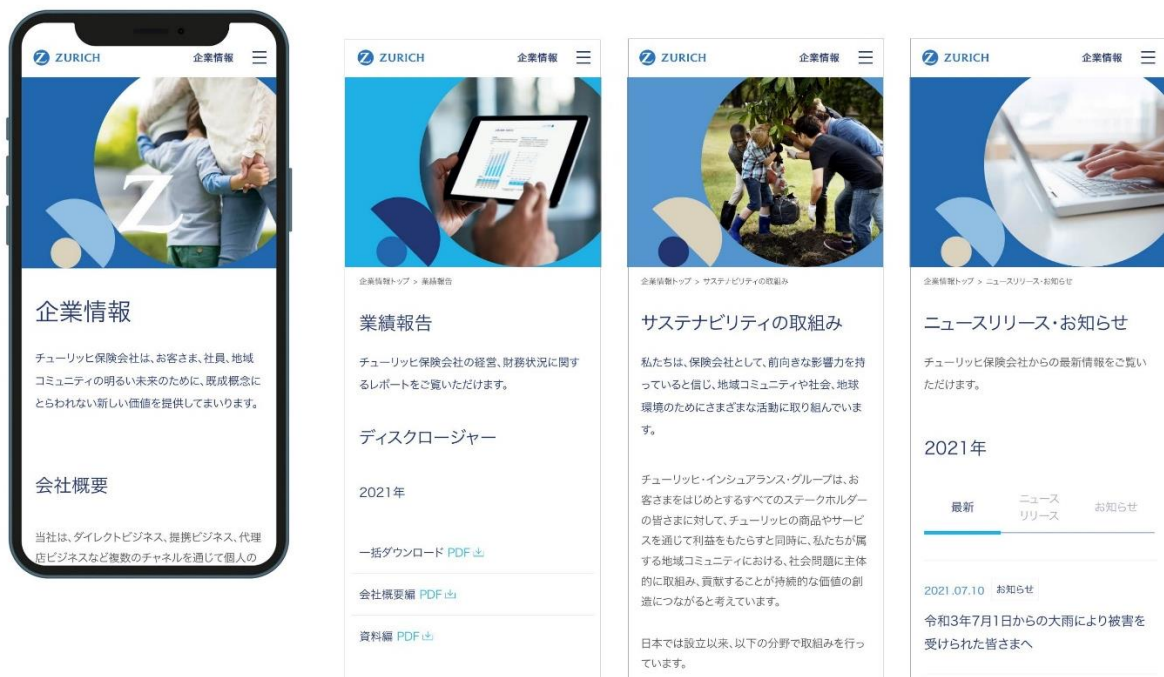 ZURICH
企業情報
Z
企業情報
チューリッヒ保険会社は、お客さま、社員、地域
コミュニティの明るい未来のために、既成概念に
とらわれない新しい価値を提供してまいります。
会社概要
当社は、ダイレクトビジネス、提携ビジネス、代理
店ビジネスなど複数のチャネルを通じて個人の
ZURICH
企業情報
企業情報トップ > 業績報告
業績報告
チューリッヒ保険会社の経営、財務状況に関す
るレポートをご覧いただけます。
ディスクロージャー
2021年
一括ダウンロード PDF
会社概要編 PDF
資料編 PDF
ZURICH
企業情報
企業情報トップ > サステナビリティの取組み
サステナビリティの取組み
私たちは、保険会社として、前向きな影響力を持
っていると信じ、地域コミュニティや社会、地球
環境のためにさまざまな活動に取り組んでいま
す。
チューリッヒ・インシュアランス・グループは、お
客さまをはじめとするすべてのステークホルダー
の皆さまに対して、チューリッヒの商品やサービ
スを通じて利益をもたらすと同時に、私たちが属
する地域コミュニティにおける、社会問題に主体
的に取組み、貢献することが持続的な価値の創
造につながると考えています。
日本では設立以来、以下の分野で取組みを行っ
ています。
ZURICH
企業情報
企業情報トップ > ニュースリリース・お知らせ
ニュースリリース・お知らせ
チューリッヒ保険会社からの最新情報をご覧い
ただけます。
2021年
最新
ニュース
リリース
お知らせ
2021.07.10 お知らせ
令和3年7月1日からの大雨により被害を
受けられた皆さまへ